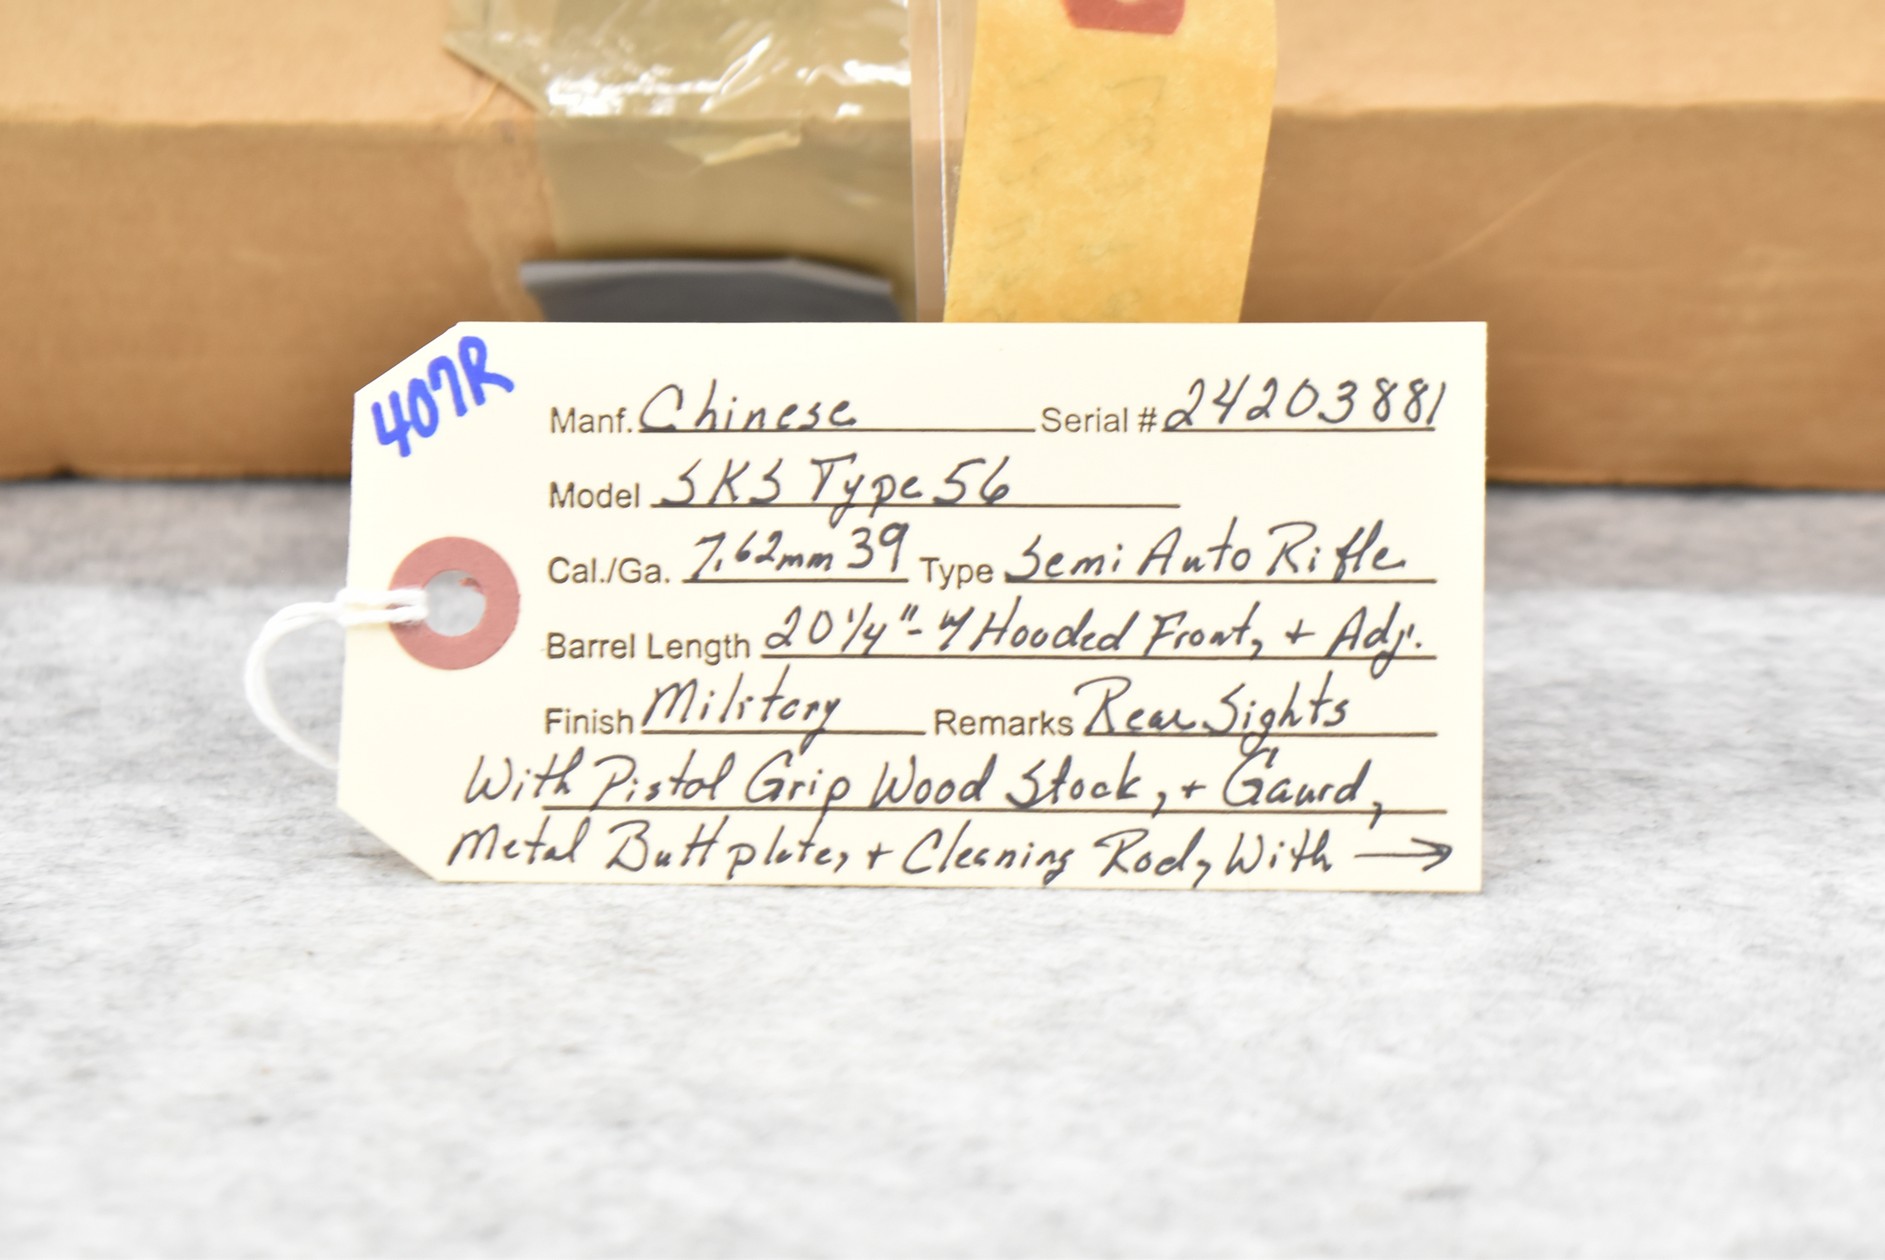 407R
Manf. Chinese Serial # 24203881
Model SKS Type 56
Cal./Ga. 7.62mm 39 Type Semi Auto Rifle
Barrel Length 20 1/4" - w/ Hooded Front, + Adj.
Finish Military Remarks Rear Sights
With Pistol Grip Wood Stock, + Gaurd,
Metal Buttplate, + Cleaning Rod, With →